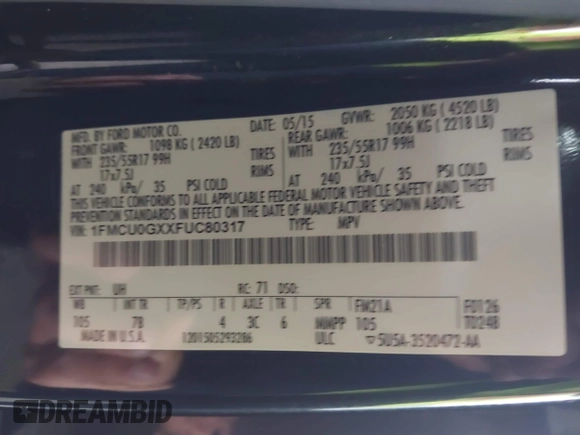 MFD. BY FORD MOTOR CO.
DATE: 05/15 GVWR: 2050 KG ( 4520 LB)
FRONT GAWR: 1098 KG ( 2420 LB)
REAR GAWR: 1006 KG ( 2218 LB)
WITH 235/55R17 99H TIRES
WITH 235/55R17 99H TIRES
17x7.5J RIMS
17x7.5J RIMS
AT 240 kPa/ 35 PSI COLD
AT 240 kPa/ 35 PSI COLD
THIS VEHICLE CONFORMS TO ALL APPLICABLE FEDERAL MOTOR VEHICLE SAFETY AND THEFT
PREVENTION STANDARDS IN EFFECT ON THE DATE OF MANUFACTURE SHOWN ABOVE.
VIN: 1FMCU0GXXFUC80317 TYPE: MPV
EXT PNT: UH RC: 71 DSO:
WB INT TR TP/PS R AXLE TR SPR FM21A F0126
105 7B 4 3C 6 MMPP 105 T0248
MADE IN U.S.A. 1201505293286 ULC ▽5U5A-3520472-AA
DREAMBID